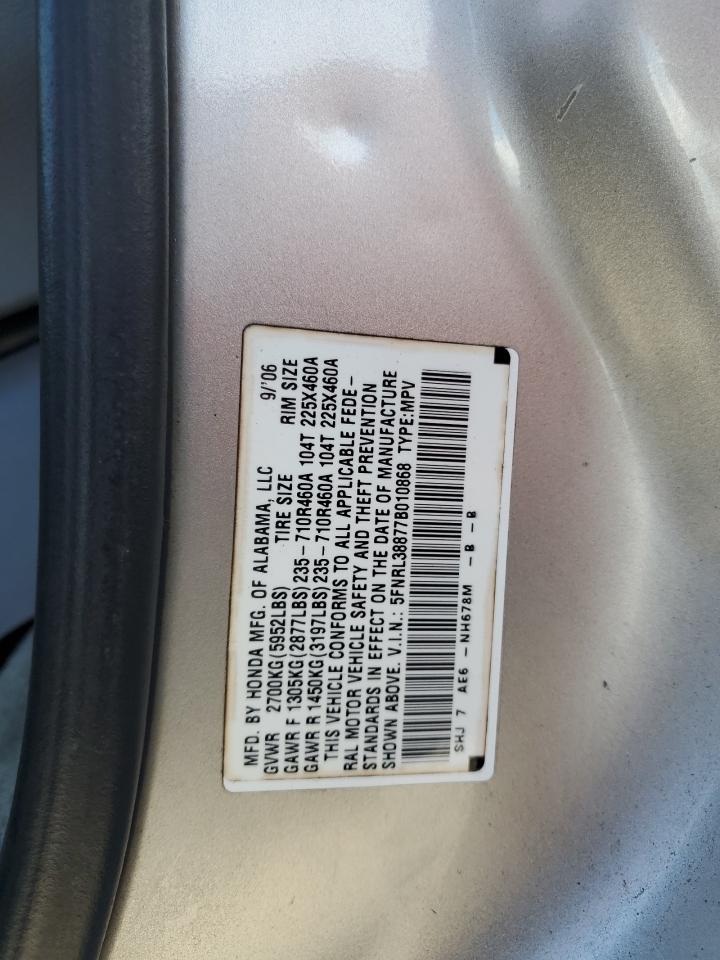 MFD. BY HONDA MFG. OF ALABAMA, LLC 9/'06
GVWR 2700KG(5952LBS) TIRE SIZE RIM SIZE
GAWR F 1305KG(2877LBS)235-710R460A 104T 225X460A
GAWR R 1450KG(3197LBS)235-710R460A 104T 225X460A
THIS VEHICLE CONFORMS TO ALL APPLICABLE FEDE-
RAL MOTOR VEHICLE SAFETY AND THEFT PREVENTION
STANDARDS IN EFFECT ON THE DATE OF MANUFACTURE
SHOWN ABOVE. V.I.N.: 5FNRL38877B010868 TYPE:MPV
SHJ 7 AE6 -NH678M -B -B